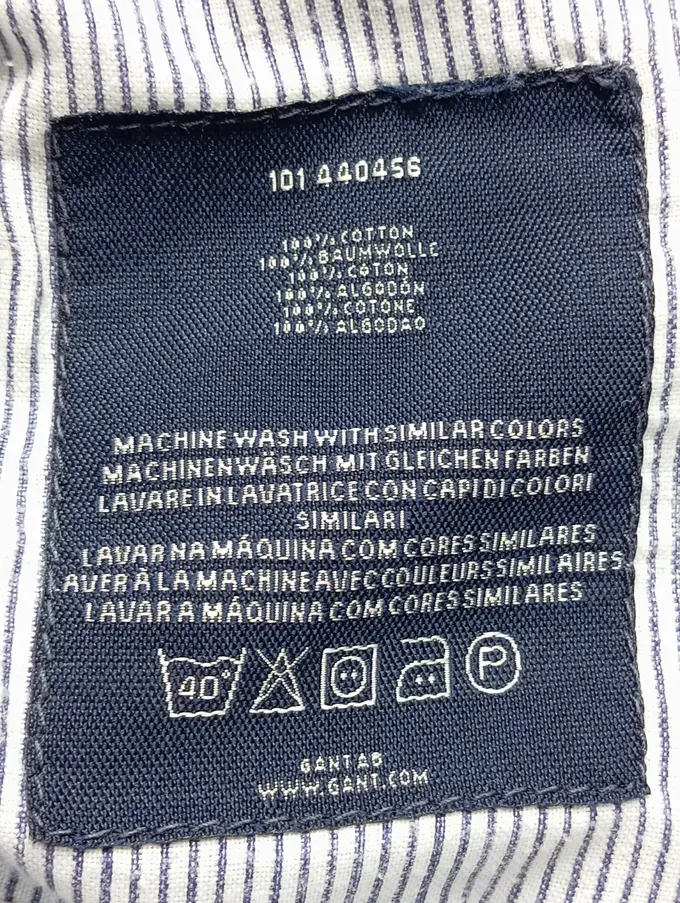 101 440456
100% COTTON
100% BAUMWOLLE
100% COTON
100% ALGODÓN
100% COTONE
100% ALGODAO
MACHINE WASH WITH SIMILAR COLORS
MACHINENWÄSCH MIT GLEICHEN FARBEN
LAVARE IN LAVATRICE CON CAPI DI COLORI
SIMILARI
LAVAR NA MÁQUINA COM CORES SIMILARES
LAVER À LA MACHINE AVEC COULEURS SIMILAIRES
LAVAR A MÁQUINA COM CORES SIMILARES
40° P
GANT AB
WWW.GANT.COM